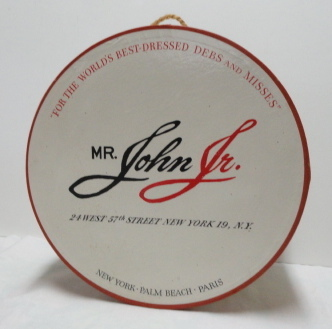 "FOR THE WORLD'S BEST-DRESSED DEBS AND MISSES"
MR. John Jr.
24 WEST 57th STREET NEW YORK 19, N.Y.
NEW YORK · PALM BEACH · PARIS